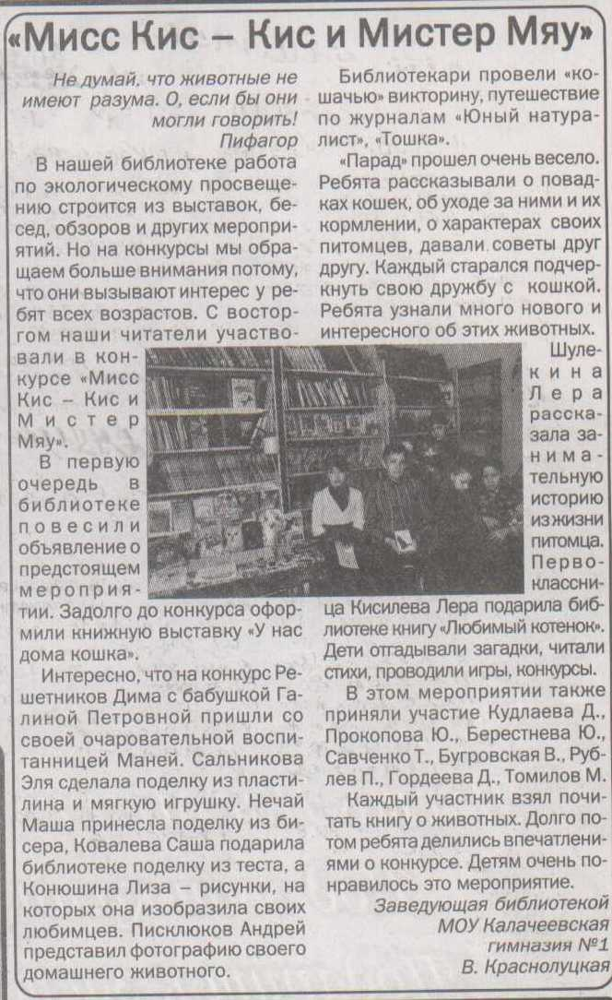 «Мисс Кис – Кис и Мистер Мяу»
Не думай, что животные не
имеют разума. О, если бы они
могли говорить!
Пифагор
В нашей библиотеке работа
по экологическому просвеще-
нию строится из выставок, бе-
сед, обзоров и других меропри-
ятий. Но на конкурсы мы обра-
щаем больше внимания потому,
что они вызывают интерес у ре-
бят всех возрастов. С востор-
гом наши читатели участво-
вали в кон-
курсе «Мисс
Кис – Кис и
Мистер
Мяу».
В первую
очередь в
библиотеке
повесили
объявление о
предстоящем
мероприя-
тии. Задолго до конкурса офор-
мили книжную выставку «У нас
дома кошка».
Интересно, что на конкурс Ре-
шетников Дима с бабушкой Га-
линой Петровной пришли со
своей очаровательной воспи-
танницей Маней. Сальникова
Эля сделала поделку из пласти-
лина и мягкую игрушку. Нечай
Маша принесла поделку из би-
сера, Ковалева Саша подарила
библиотеке поделку из теста, а
Конюшина Лиза – рисунки, на
которых она изобразила своих
любимцев. Писклюков Андрей
представил фотографию своего
домашнего животного.
Библиотекари провели «ко-
шачью» викторину, путешествие
по журналам «Юный натура-
лист», «Тошка».
«Парад» прошел очень весело.
Ребята рассказывали о повад-
ках кошек, об уходе за ними и их
кормлении, о характерах своих
питомцев, давали советы друг
другу. Каждый старался подчер-
кнуть свою дружбу с кошкой.
Ребята узнали много нового и
интересного об этих животных.
Шуле-
кина
Лера
расска-
зала за-
нима-
тельную
историю
из жизни
питомца.
Перво-
классни-
ца Кисилева Лера подарила биб-
лиотеке книгу «Любимый котенок».
Дети отгадывали загадки, читали
стихи, проводили игры, конкурсы.
В этом мероприятии также
приняли участие Кудлаева Д.,
Прокопова Ю., Берестнева Ю.,
Савченко Т., Бугровская В., Руб-
лев П., Гордеева Д., Томилов М.
Каждый участник взял почи-
тать книгу о животных. Долго по-
том ребята делились впечатлени-
ями о конкурсе. Детям очень по-
нравилось это мероприятие.
Заведующая библиотекой
МОУ Калачеевская
гимназия №1
В. Краснолуцкая